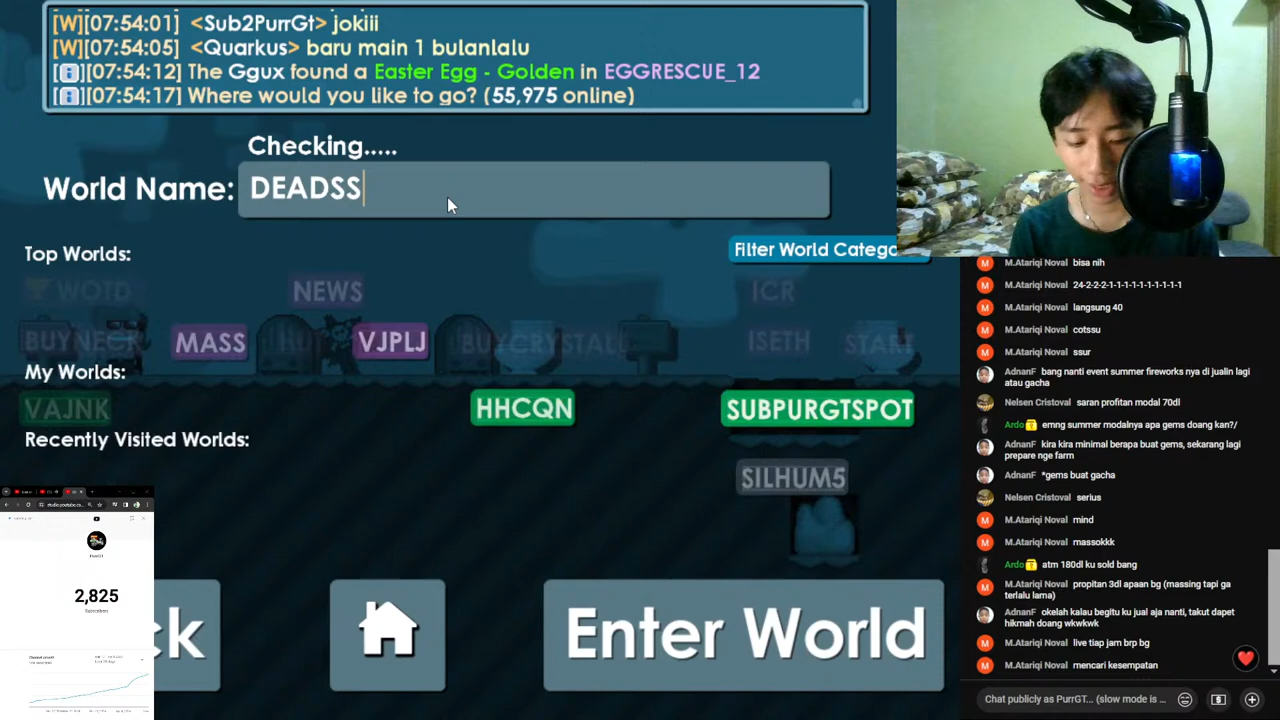 [W][07:54:01] <Sub2PurrGt> jokiii
[W][07:54:05] <Quarkus> baru main 1 bulanlalu
[07:54:12] The Ggux found a Easter Egg - Golden in EGGRESCUE_12
[07:54:17] Where would you like to go? (55,975 online)
Checking.....
World Name: DEADSS
Top Worlds:
Filter World Catego
WOTD NEWS ICR
BUYNECK MASS VJPLJ BUYCRYSTALL ISETH START
My Worlds:
VAJNK HHCQN SUBPURGTSPOT
Recently Visited Worlds:
SILHUM5
2,825
Subscribers
ck
Enter World
M.Atariqi Noval bisa nih
M.Atariqi Noval 24-2-2-2-1-1-1-1-1-1-1-1-1-1
M.Atariqi Noval langsung 40
M.Atariqi Noval cotssu
M.Atariqi Noval ssur
AdnanF bang nanti event summer fireworks nya di jualin lagi
atau gacha
Nelsen Cristoval saran profitan modal 70dl
Ardo emng summer modalnya apa gems doang kan?/
AdnanF kira kira minimal berapa buat gems, sekarang lagi
prepare nge farm
AdnanF *gems buat gacha
Nelsen Cristoval serius
M.Atariqi Noval mind
M.Atariqi Noval massokkk
Ardo atm 180dl ku sold bang
M.Atariqi Noval propitan 3dl apaan bg (massing tapi ga
terlalu lama)
AdnanF okelah kalau begitu ku jual aja nanti, takut dapet
hikmah doang wkwkwk
M.Atariqi Noval live tiap jam brp bg
M.Atariqi Noval mencari kesempatan
Chat publicly as PurrGT... (slow mode is ...